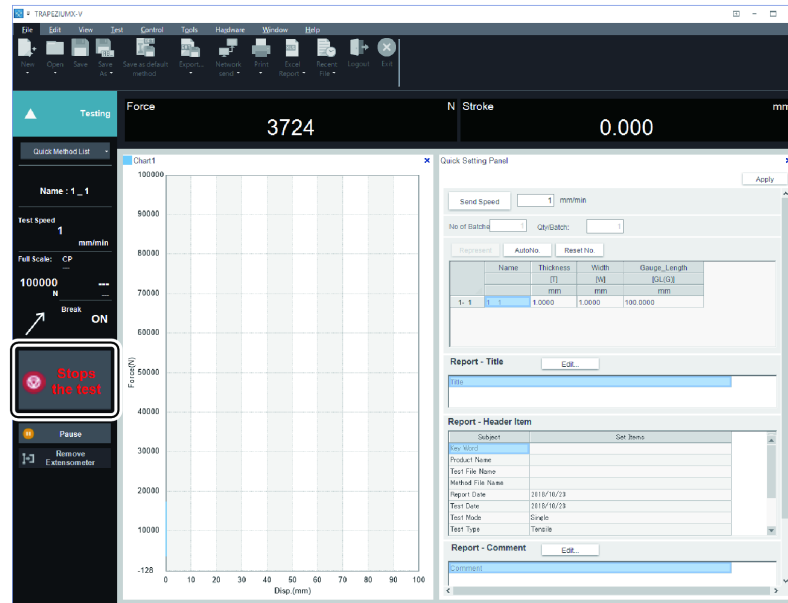 TRAPEZIUMX-V
File Edit View Test Control Tools Hardware Window Help
New Open Save Save As Save as default method Export... Network send Print Excel Report Recent File Logout Exit
Testing
Force N Stroke mm
3724 0.000
Quick Method List
Name : 1 _ 1
Test Speed
1
mm/min
Full Scale: CP
---
100000 ---
N ---
Break
ON
Stops
the test
Pause
Remove
Extensometer
Chart1
100000
90000
80000
70000
60000
50000
40000
30000
20000
10000
-128
Force(N)
0 10 20 30 40 50 60 70 80 90 100
Disp.(mm)
Quick Setting Panel
Apply
Send Speed 1 mm/min
No of Batche 1 Qty/Batch: 1
Represent AutoNo. Reset No.
Name Thickness Width Gauge_Length
[T] [W] [GL(G)]
mm mm mm
1- 1 1_ 1 1.0000 1.0000 100.0000
Report - Title Edit...
Title
Report - Header Item
Subject Set Items
Key Word
Product Name
Test File Name
Method File Name
Report Date 2018/10/23
Test Date 2018/10/23
Test Mode Single
Test Type Tensile
Report - Comment Edit...
Comment